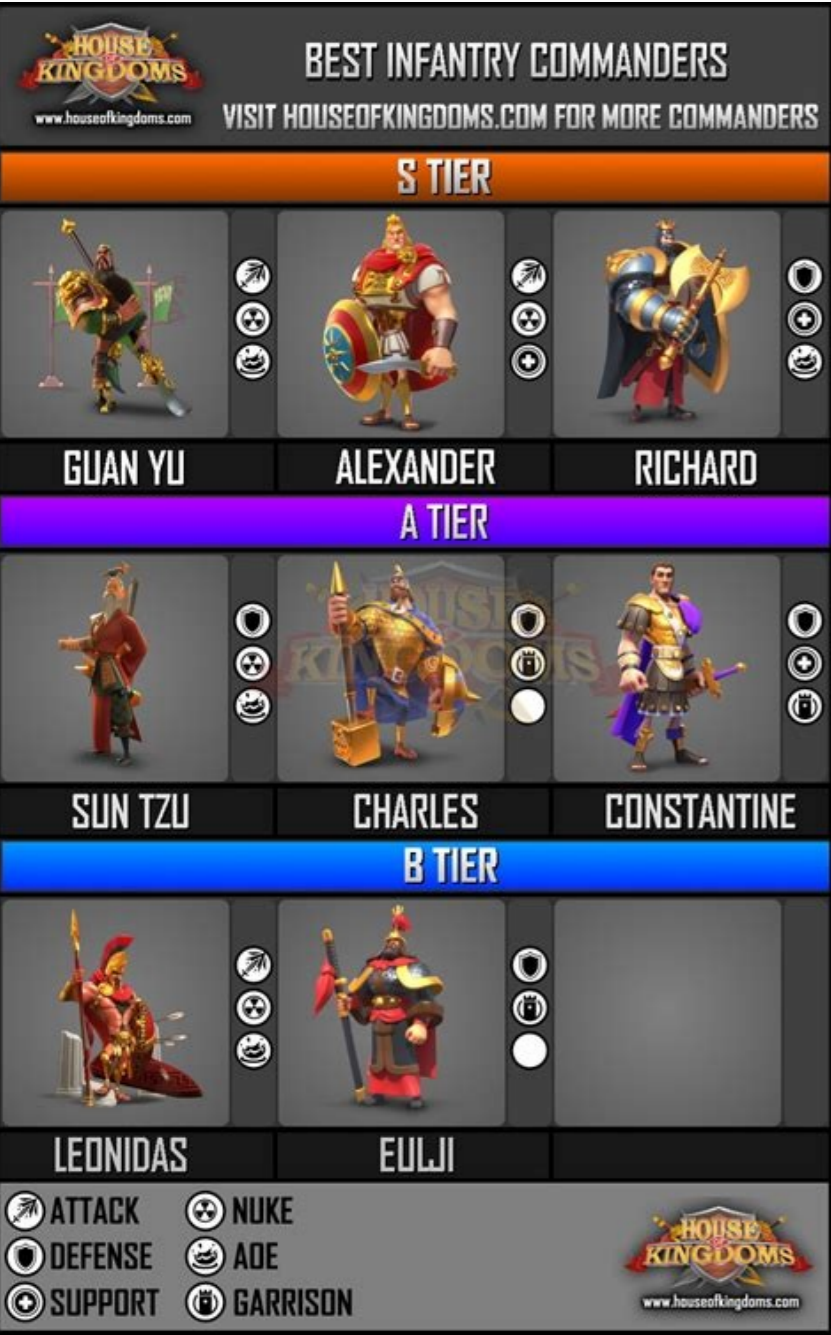 HOUSE
OF
KINGDOMS
www.houseofkingdoms.com
BEST INFANTRY COMMANDERS
VISIT HOUSEOFKINGDOMS.COM FOR MORE COMMANDERS
S TIER
GUAN YU
ALEXANDER
RICHARD
A TIER
HOUSE
KINGDOMS
SUN TZU
CHARLES
CONSTANTINE
B TIER
LEONIDAS
EULJI
ATTACK
NUKE
DEFENSE
AOE
SUPPORT
GARRISON
HOUSE
OF
KINGDOMS
www.houseofkingdoms.com